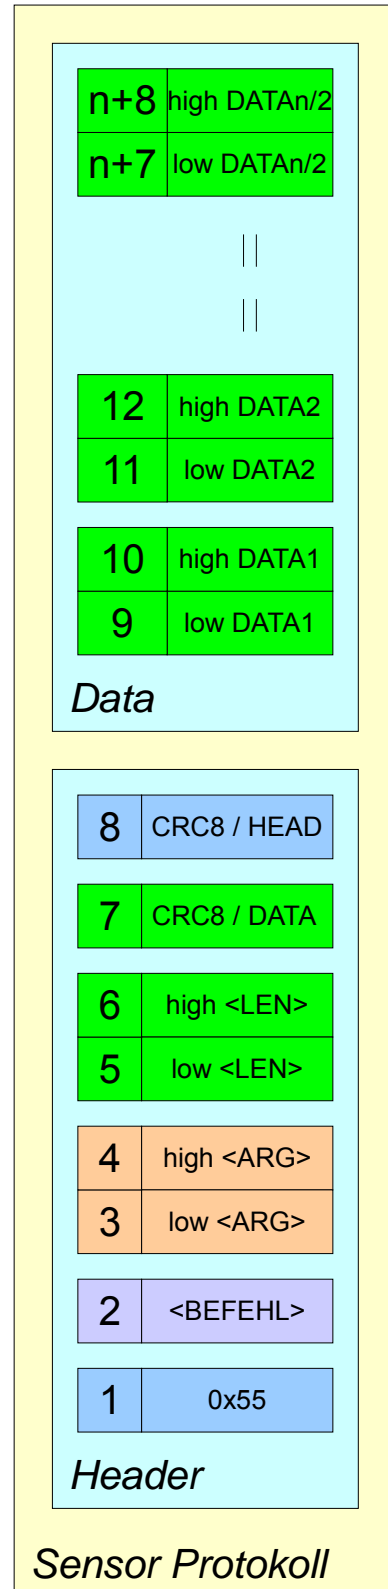 n+8 high DATAn/2
n+7 low DATAn/2
12 high DATA2
11 low DATA2
10 high DATA1
9 low DATA1
Data
8 CRC8 / HEAD
7 CRC8 / DATA
6 high <LEN>
5 low <LEN>
4 high <ARG>
3 low <ARG>
2 <BEFEHL>
1 0x55
Header
Sensor Protokoll